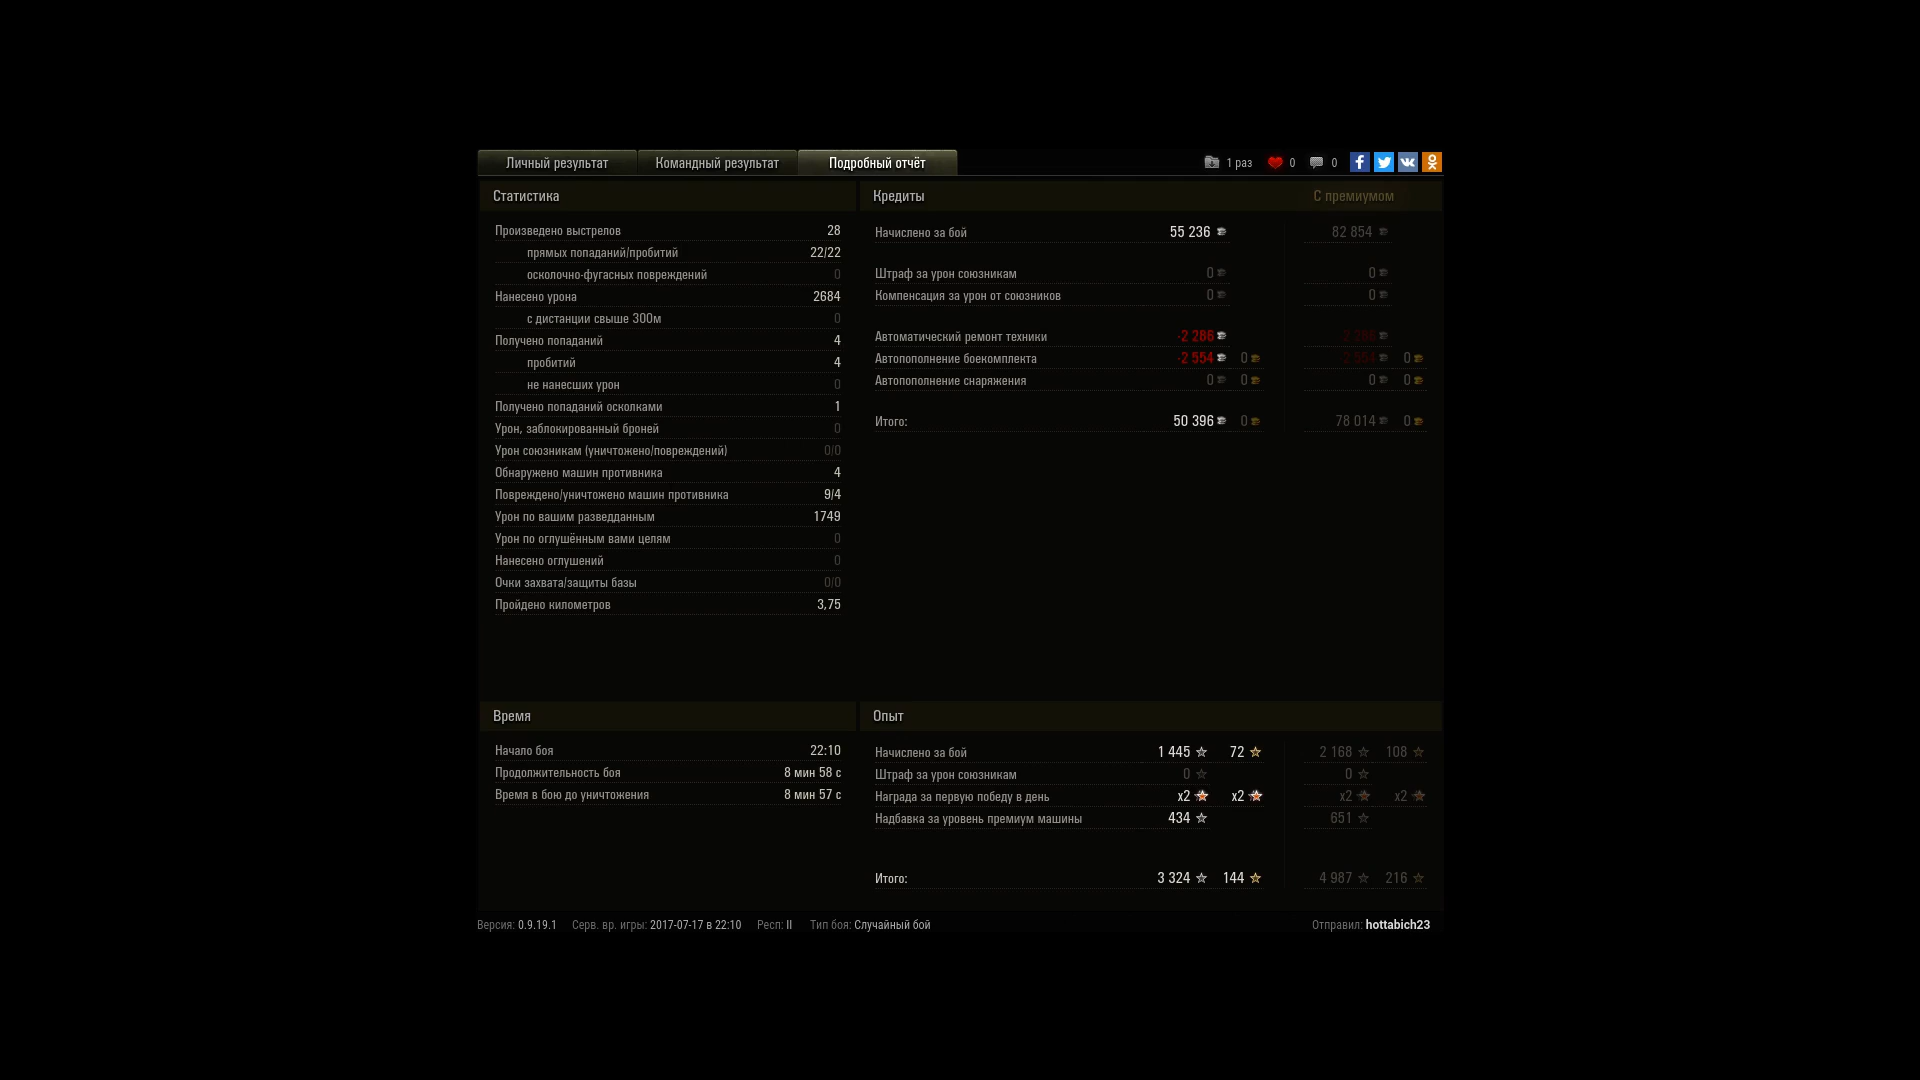 Личный результат Командный результат Подробный отчёт 1 раз 0 0
Статистика
Произведено выстрелов 28
прямых попаданий/пробитий 22/22
осколочно-фугасных повреждений 0
Нанесено урона 2684
с дистанции свыше 300м 0
Получено попаданий 4
пробитий 4
не нанесших урон 0
Получено попаданий осколками 1
Урон, заблокированный броней 0
Урон союзникам (уничтожено/повреждений) 0/0
Обнаружено машин противника 4
Повреждено/уничтожено машин противника 9/4
Урон по вашим разведданным 1749
Урон по оглушённым вами целям 0
Нанесено оглушений 0
Очки захвата/защиты базы 0/0
Пройдено километров 3,75
Кредиты С премиумом
Начислено за бой 55 236 82 854
Штраф за урон союзникам 0 0
Компенсация за урон от союзников 0 0
Автоматический ремонт техники -2 286 -2 286
Автопополнение боекомплекта -2 554 0 -2 554 0
Автопополнение снаряжения 0 0 0 0
Итого: 50 396 0 78 014 0
Время
Начало боя 22:10
Продолжительность боя 8 мин 58 с
Время в бою до уничтожения 8 мин 57 с
Опыт
Начислено за бой 1 445 72 2 168 108
Штраф за урон союзникам 0 0
Награда за первую победу в день x2 x2 x2 x2
Надбавка за уровень премиум машины 434 651
Итого: 3 324 144 4 987 216
Версия: 0.9.19.1 Серв. вр. игры: 2017-07-17 в 22:10 Респ: II Тип боя: Случайный бой Отправил: hottabich23